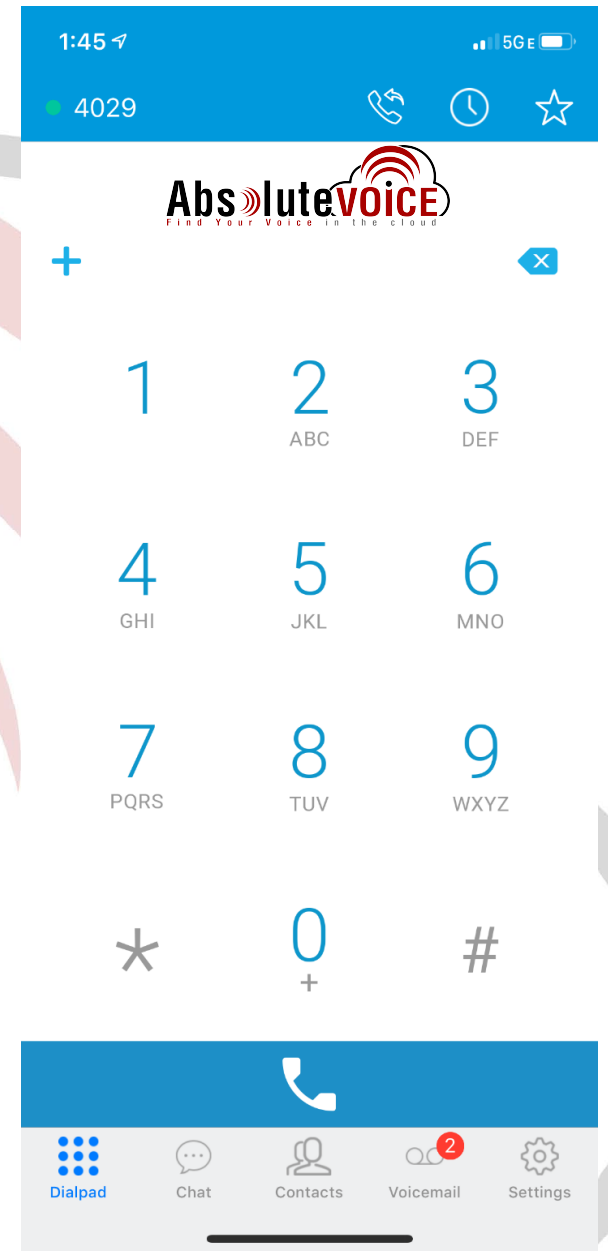 1:45 5GE
4029
Absolutevoice
Find Your Voice in the cloud
+
1 2 3
ABC DEF
4 5 6
GHI JKL MNO
7 8 9
PQRS TUV WXYZ
* 0 #
+
2
Dialpad Chat Contacts Voicemail Settings